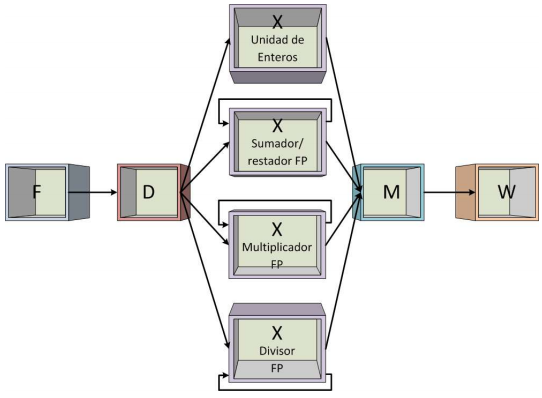 X
Unidad de
Enteros
X
Sumador/
restador FP
F
D
M
W
X
Multiplicador
FP
X
Divisor
FP